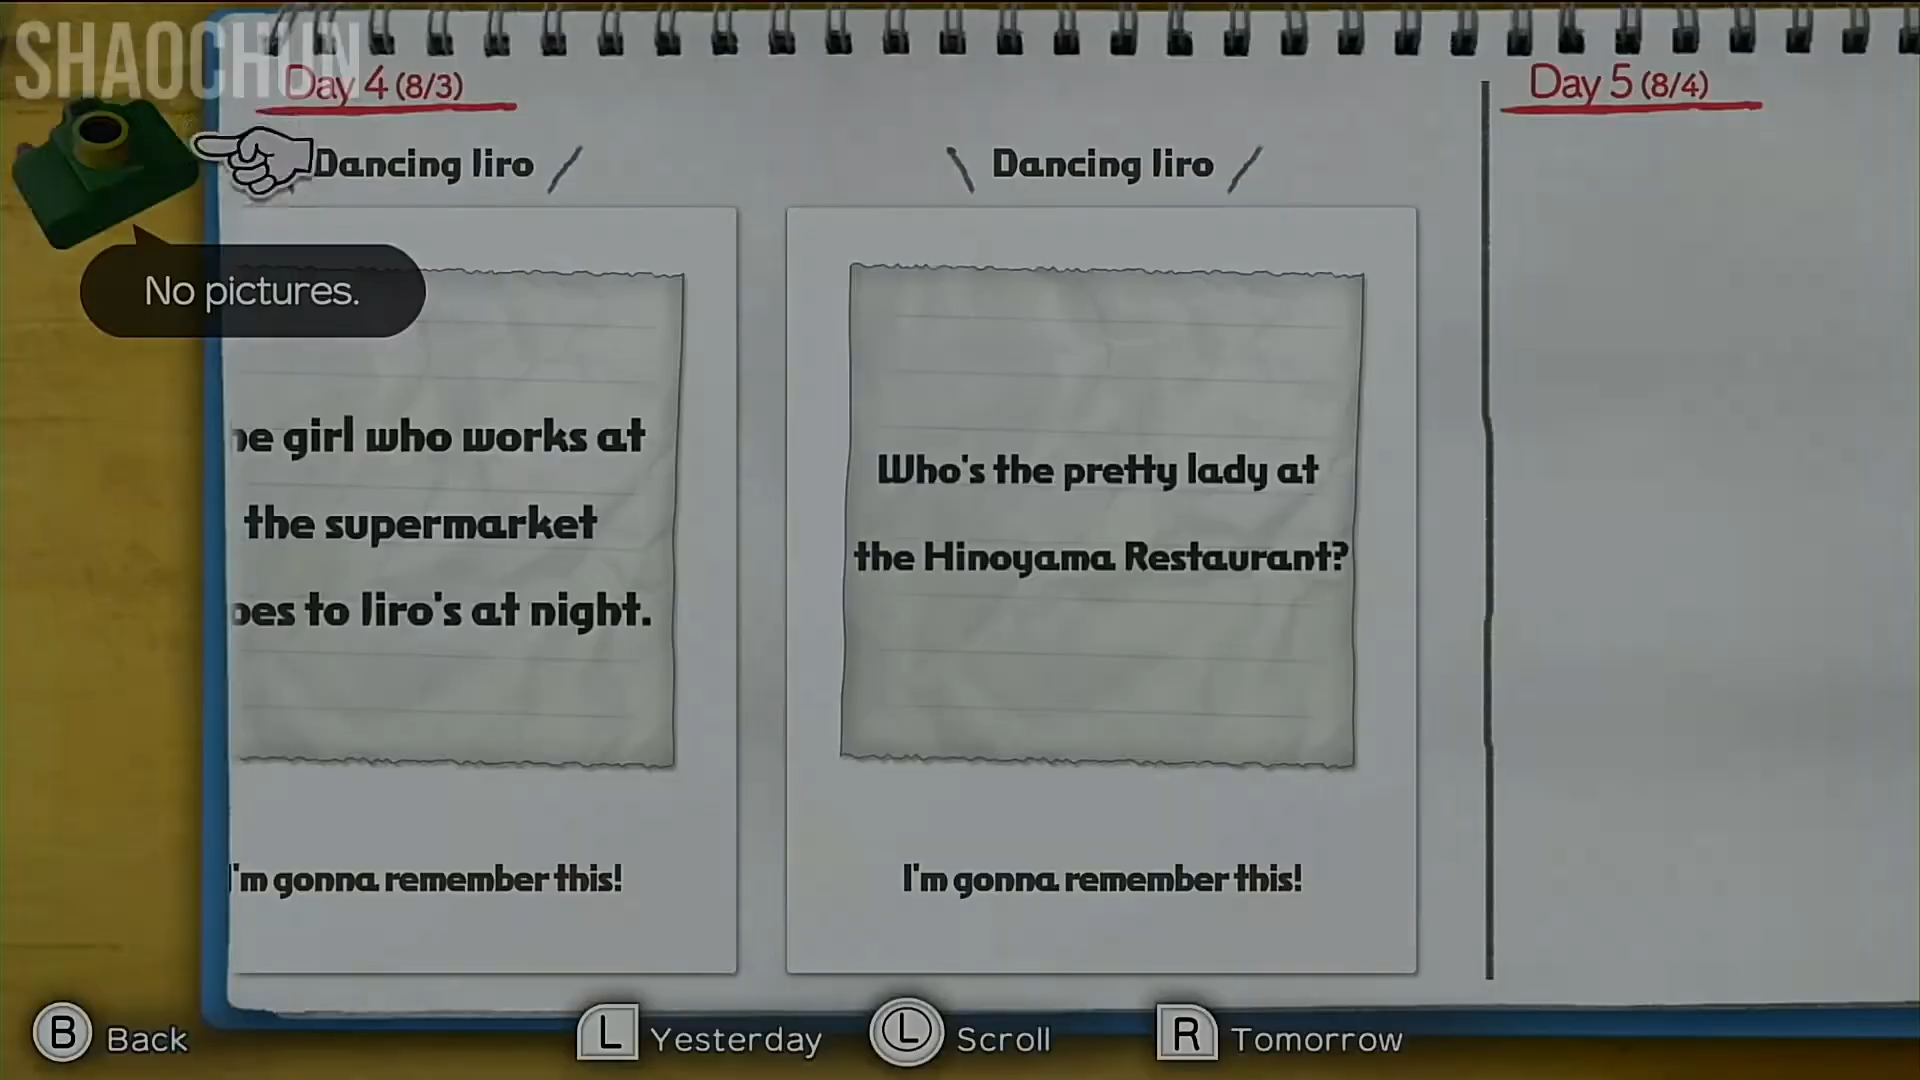 SHAOCHUN
Day 4 (8/3)
Day 5 (8/4)
Dancing Iiro
Dancing Iiro
No pictures.
girl who works at
the supermarket
to Iiro's at night.
I'm gonna remember this!
Who's the pretty lady at
the Hinoyama Restaurant?
I'm gonna remember this!
B Back
L Yesterday
L Scroll
R Tomorrow